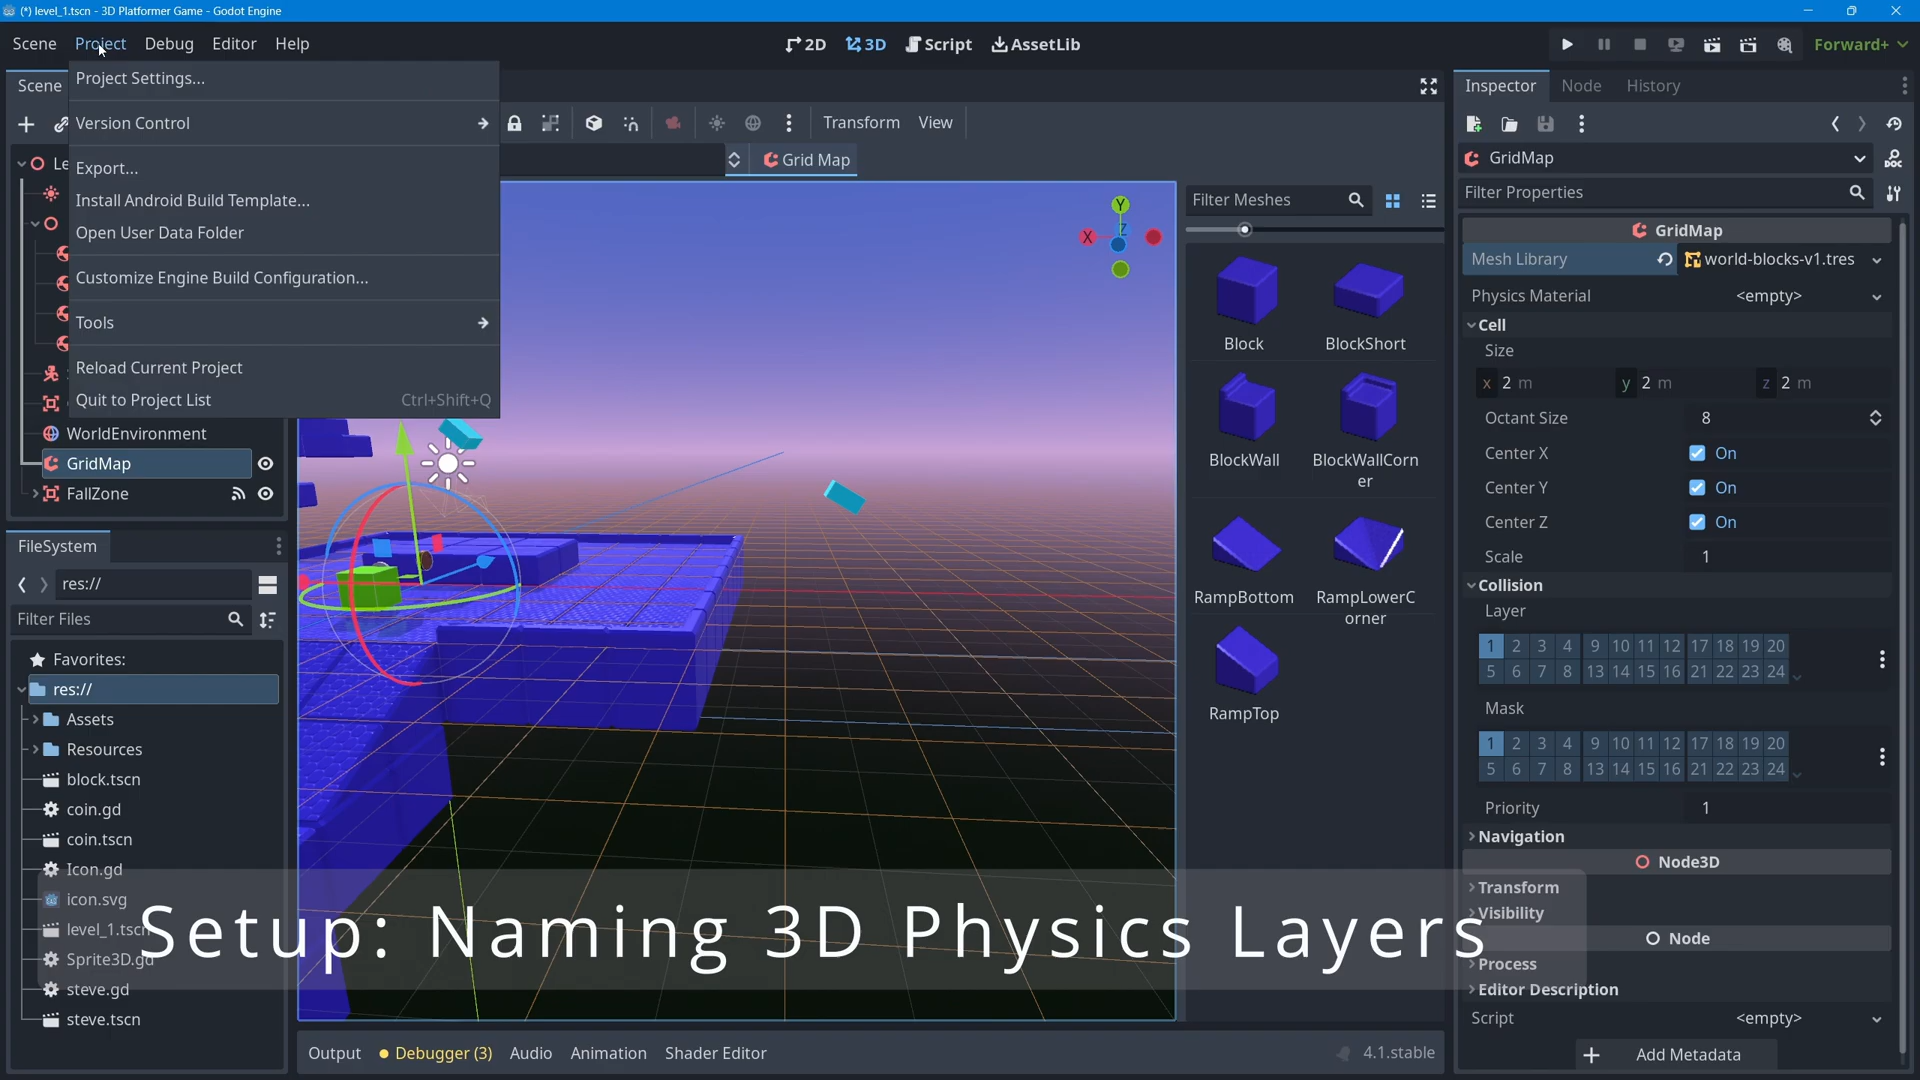 (*) level_1.tscn - 3D Platformer Game - Godot Engine
Scene Project Debug Editor Help
2D 3D Script AssetLib
Forward+
Scene
Project Settings...
Version Control
Export...
Install Android Build Template...
Open User Data Folder
Customize Engine Build Configuration...
Tools
Reload Current Project
Quit to Project List Ctrl+Shift+Q
Le
WorldEnvironment
GridMap
FallZone
FileSystem
res://
Filter Files
Favorites:
res://
Assets
Resources
block.tscn
coin.gd
coin.tscn
Icon.gd
icon.svg
level_1.tscn
Sprite3D.gd
steve.gd
steve.tscn
Transform View
Grid Map
Y
X Z
Filter Meshes
Block BlockShort
BlockWall BlockWallCorn
er
RampBottom RampLowerC
orner
RampTop
Setup: Naming 3D Physics Layers
Output Debugger (3) Audio Animation Shader Editor
4.1.stable
Inspector Node History
GridMap
Filter Properties
GridMap
Mesh Library world-blocks-v1.tres
Physics Material <empty>
Cell
Size
x 2 m y 2 m z 2 m
Octant Size 8
Center X On
Center Y On
Center Z On
Scale 1
Collision
Layer
1 2 3 4 9 10 11 12 17 18 19 20
5 6 7 8 13 14 15 16 21 22 23 24
Mask
1 2 3 4 9 10 11 12 17 18 19 20
5 6 7 8 13 14 15 16 21 22 23 24
Priority 1
Navigation
Node3D
Transform
Visibility
Node
Process
Editor Description
Script <empty>
Add Metadata